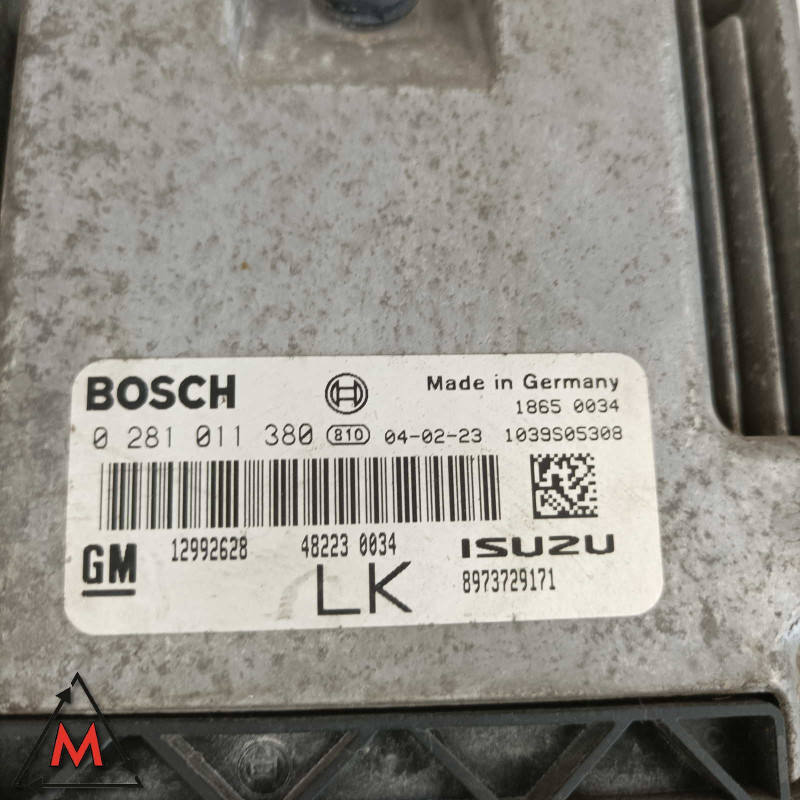 BOSCH
Made in Germany
1865 0034
0 281 011 380 810 04-02-23 1039S05308
GM 12992628 48223 0034 ISUZU
LK 8973729171
M